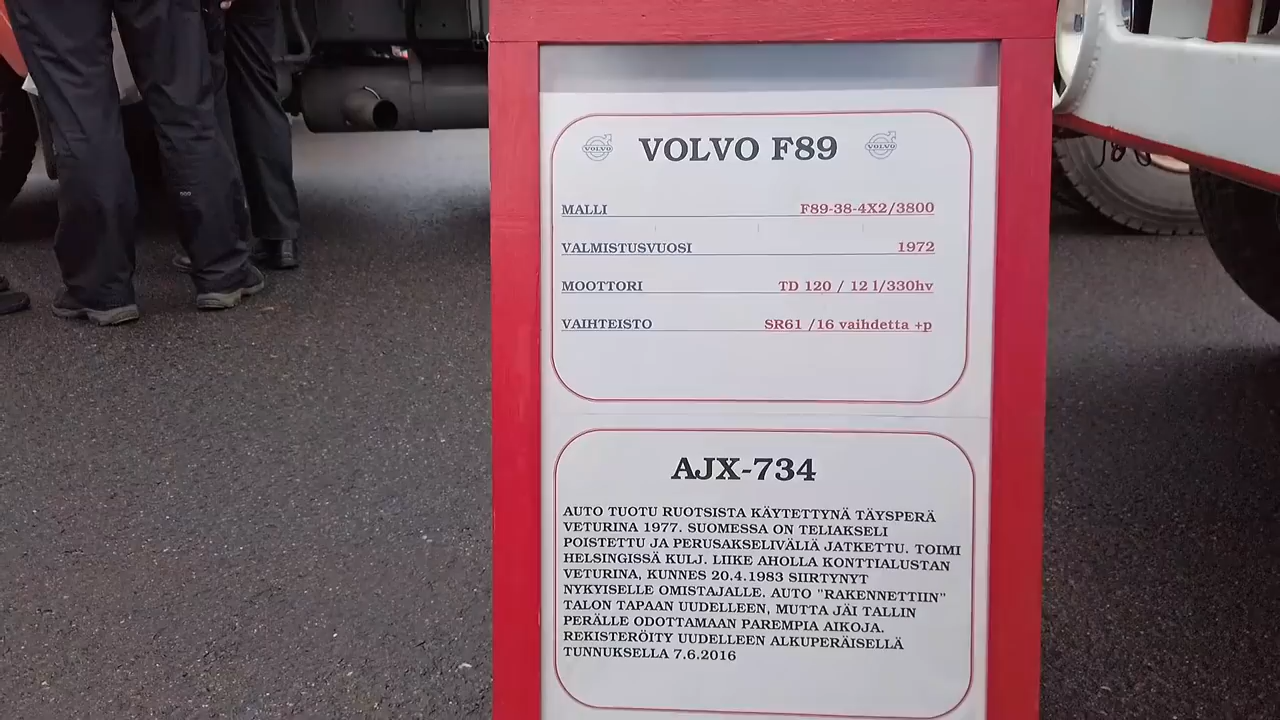 VOLVO VOLVO F89 VOLVO
MALLI F89-38-4X2/3800
VALMISTUSVUOSI 1972
MOOTTORI TD 120 / 12 l/330hv
VAIHTEISTO SR61 /16 vaihdetta +p
AJX-734
AUTO TUOTU RUOTSISTA KÄYTETTYNÄ TÄYSPERÄ
VETURINA 1977. SUOMESSA ON TELIAKSELI
POISTETTU JA PERUSAKSELIVÄLIÄ JATKETTU. TOIMI
HELSINGISSÄ KULJ. LIIKE AHOLLA KONTTIALUSTAN
VETURINA, KUNNES 20.4.1983 SIIRTYNYT
NYKYISELLE OMISTAJALLE. AUTO "RAKENNETTIIN"
TALON TAPAAN UUDELLEEN, MUTTA JÄI TALLIN
PERÄLLE ODOTTAMAAN PAREMPIA AIKOJA.
REKISTERÖITY UUDELLEEN ALKUPERÄISELLÄ
TUNNUKSELLA 7.6.2016